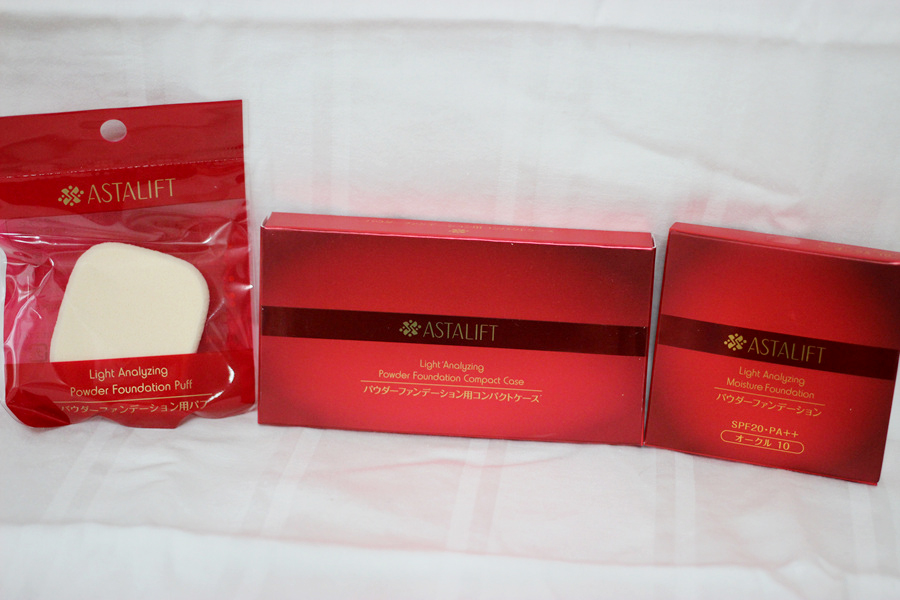 ASTALIFT
Light Analyzing
Powder Foundation Puff
パウダーファンデーション用パフ
ASTALIFT
Light Analyzing
Powder Foundation Compact Case
パウダーファンデーション用コンパクトケース
ASTALIFT
Light Analyzing
Moisture Foundation
パウダーファンデーション
SPF20・PA++
オークル 10